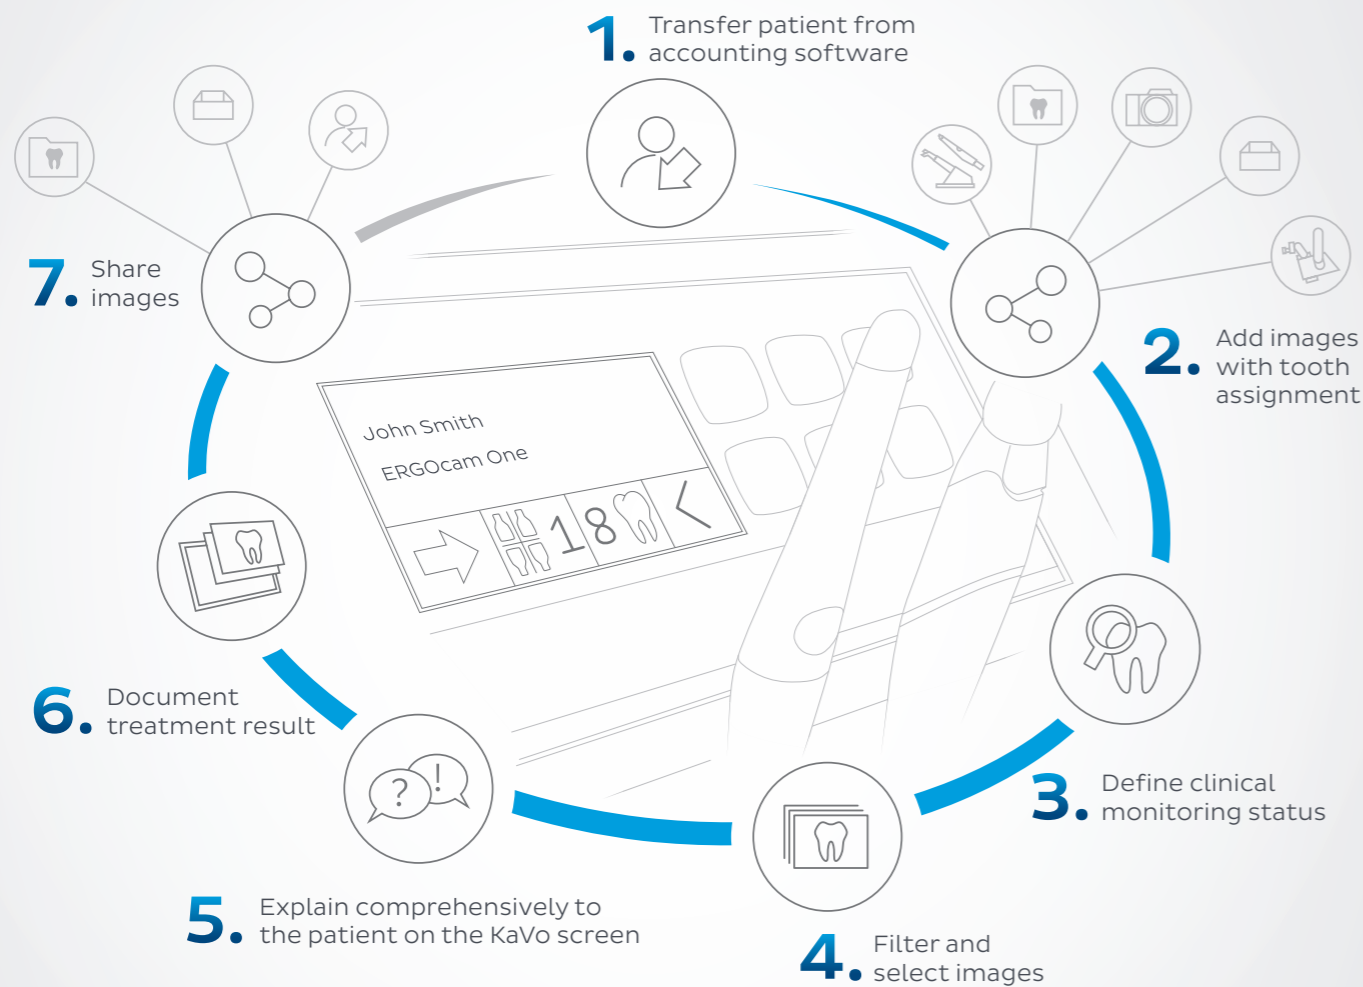 1. Transfer patient from
accounting software
2. Add images
with tooth
assignment
3. Define clinical
monitoring status
4. Filter and
select images
5. Explain comprehensively to
the patient on the KaVo screen
6. Document
treatment result
7. Share
images
John Smith
ERGOcam One
18
? !